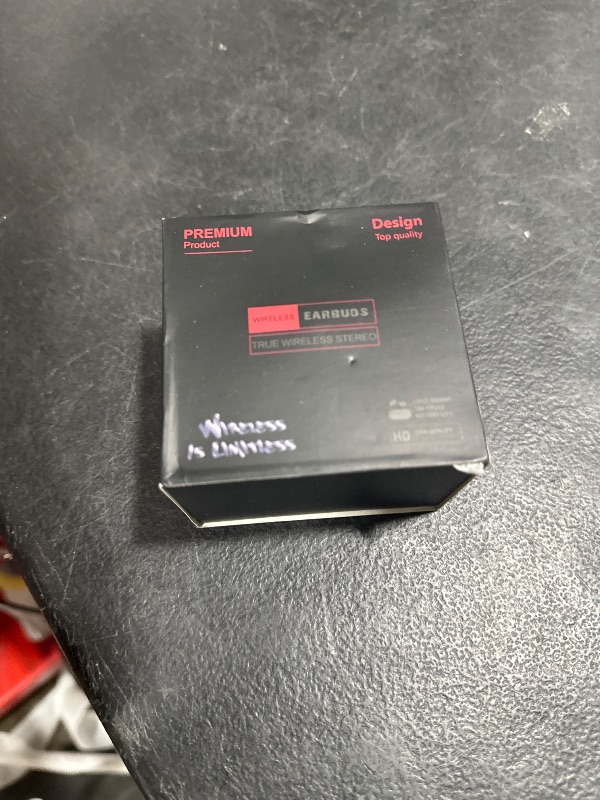 PREMIUM
Product
Design
Top quality
WIRELESS EARBUDS
TRUE WIRELESS STEREO
WIRELESS
IS LIMITLESS
HD